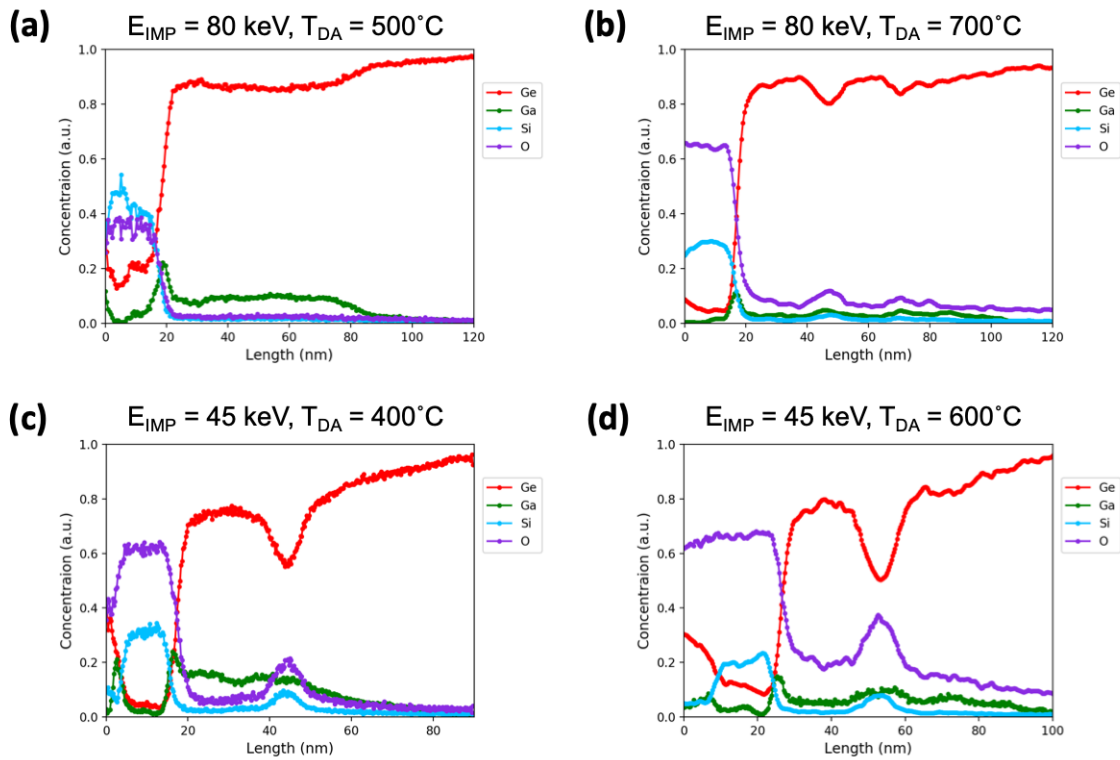 (a) E_IMP = 80 keV, T_DA = 500˚C
1.0
0.8
0.6
0.4
0.2
0.0
Concentraion (a.u.)
0 20 40 60 80 100 120
Length (nm)
Ge
Ga
Si
O
(b) E_IMP = 80 keV, T_DA = 700˚C
1.0
0.8
0.6
0.4
0.2
0.0
Concentraion (a.u.)
0 20 40 60 80 100 120
Length (nm)
Ge
Ga
Si
O
(c) E_IMP = 45 keV, T_DA = 400˚C
1.0
0.8
0.6
0.4
0.2
0.0
Concentraion (a.u.)
0 20 40 60 80
Length (nm)
Ge
Ga
Si
O
(d) E_IMP = 45 keV, T_DA = 600˚C
1.0
0.8
0.6
0.4
0.2
0.0
Concentraion (a.u.)
0 20 40 60 80 100
Length (nm)
Ge
Ga
Si
O